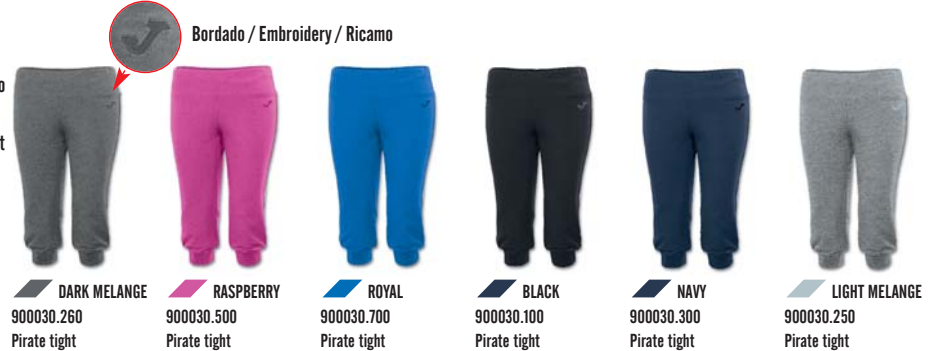 Bordado / Embroidery / Ricamo
DARK MELANGE
900030.260
Pirate tight
RASPBERRY
900030.500
Pirate tight
ROYAL
900030.700
Pirate tight
BLACK
900030.100
Pirate tight
NAVY
900030.300
Pirate tight
LIGHT MELANGE
900030.250
Pirate tight